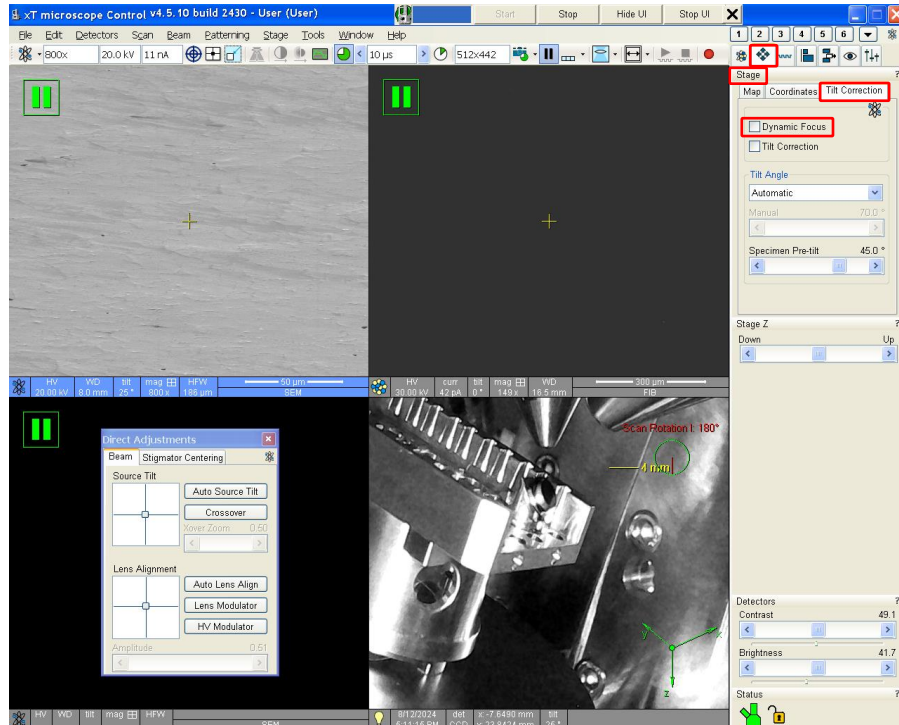 xT microscope Control v4.5.10 build 2430 - User (User)
Start Stop Hide UI Stop UI
File Edit Detectors Scan Beam Patterning Stage Tools Window Help
1 2 3 4 5 6
800x 20.0 kV 11 nA 10 µs 512x442
Stage ?
Map Coordinates Tilt Correction
Dynamic Focus
Tilt Correction
Tilt Angle
Automatic
Manual 70.0 °
Specimen Pre-tilt 45.0 °
Stage Z ?
Down Up
HV WD tilt mag HFW 50 µm
20.00 kV 8.0 mm 25 ° 800 x 186 µm SEM
HV curr tilt mag WD 300 µm
30.00 kV 42 pA 0 ° 149 x 16.5 mm FIB
Direct Adjustments
Beam Stigmator Centering
Source Tilt
Auto Source Tilt
Crossover
Xover Zoom 0.50
Lens Alignment
Auto Lens Align
Lens Modulator
HV Modulator
Amplitude 0.51
Scan Rotation I: 180°
4 mm
y x
z
Detectors ?
Contrast 49.1
Brightness 41.7
Status ?
HV WD tilt mag HFW
SEM
8/12/2024 det x: -7.6490 mm tilt